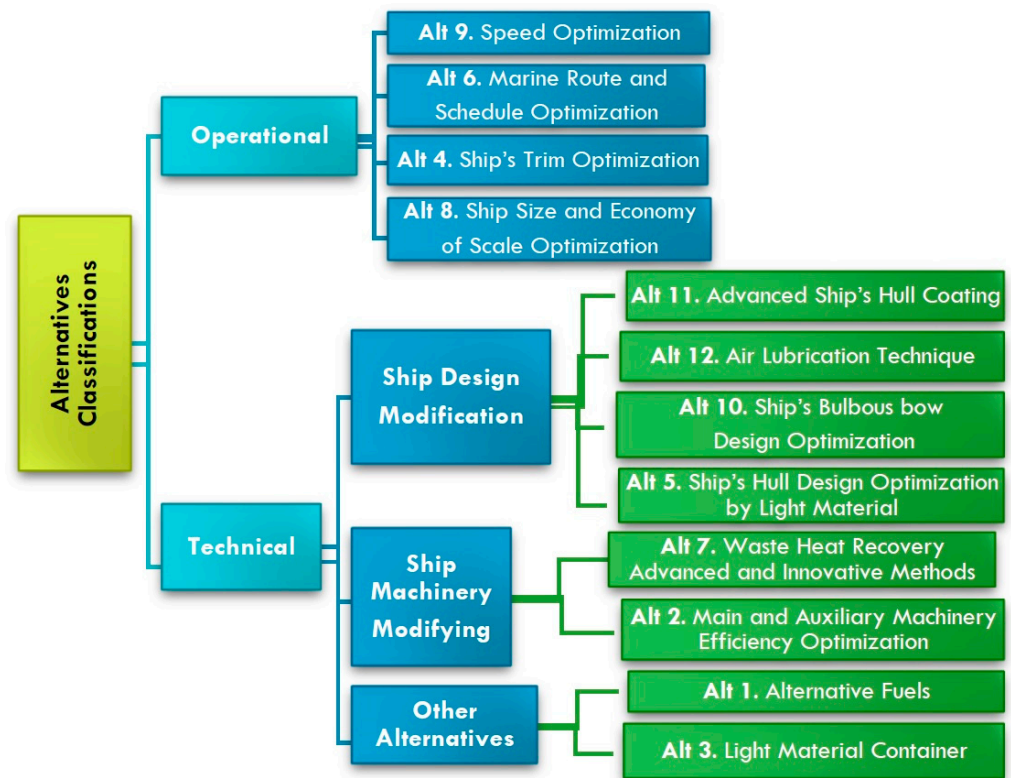 Alternatives
Classifications
Operational
Alt 9. Speed Optimization
Alt 6. Marine Route and
Schedule Optimization
Alt 4. Ship's Trim Optimization
Alt 8. Ship Size and Economy
of Scale Optimization
Technical
Ship Design
Modification
Alt 11. Advanced Ship's Hull Coating
Alt 12. Air Lubrication Technique
Alt 10. Ship's Bulbous bow
Design Optimization
Alt 5. Ship's Hull Design Optimization
by Light Material
Ship
Machinery
Modifying
Alt 7. Waste Heat Recovery
Advanced and Innovative Methods
Alt 2. Main and Auxiliary Machinery
Efficiency Optimization
Other
Alternatives
Alt 1. Alternative Fuels
Alt 3. Light Material Container